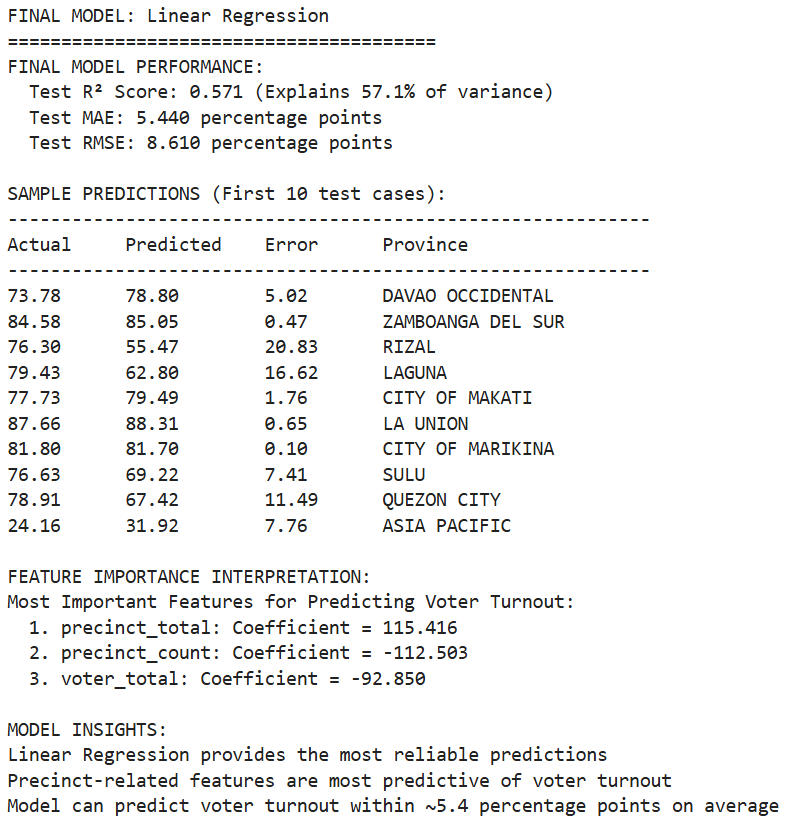 FINAL MODEL: Linear Regression
========================================
FINAL MODEL PERFORMANCE:
Test R² Score: 0.571 (Explains 57.1% of variance)
Test MAE: 5.440 percentage points
Test RMSE: 8.610 percentage points
SAMPLE PREDICTIONS (First 10 test cases):
------------------------------------------------------------
Actual Predicted Error Province
------------------------------------------------------------
73.78 78.80 5.02 DAVAO OCCIDENTAL
84.58 85.05 0.47 ZAMBOANGA DEL SUR
76.30 55.47 20.83 RIZAL
79.43 62.80 16.62 LAGUNA
77.73 79.49 1.76 CITY OF MAKATI
87.66 88.31 0.65 LA UNION
81.80 81.70 0.10 CITY OF MARIKINA
76.63 69.22 7.41 SULU
78.91 67.42 11.49 QUEZON CITY
24.16 31.92 7.76 ASIA PACIFIC
FEATURE IMPORTANCE INTERPRETATION:
Most Important Features for Predicting Voter Turnout:
1. precinct_total: Coefficient = 115.416
2. precinct_count: Coefficient = -112.503
3. voter_total: Coefficient = -92.850
MODEL INSIGHTS:
Linear Regression provides the most reliable predictions
Precinct-related features are most predictive of voter turnout
Model can predict voter turnout within ~5.4 percentage points on average